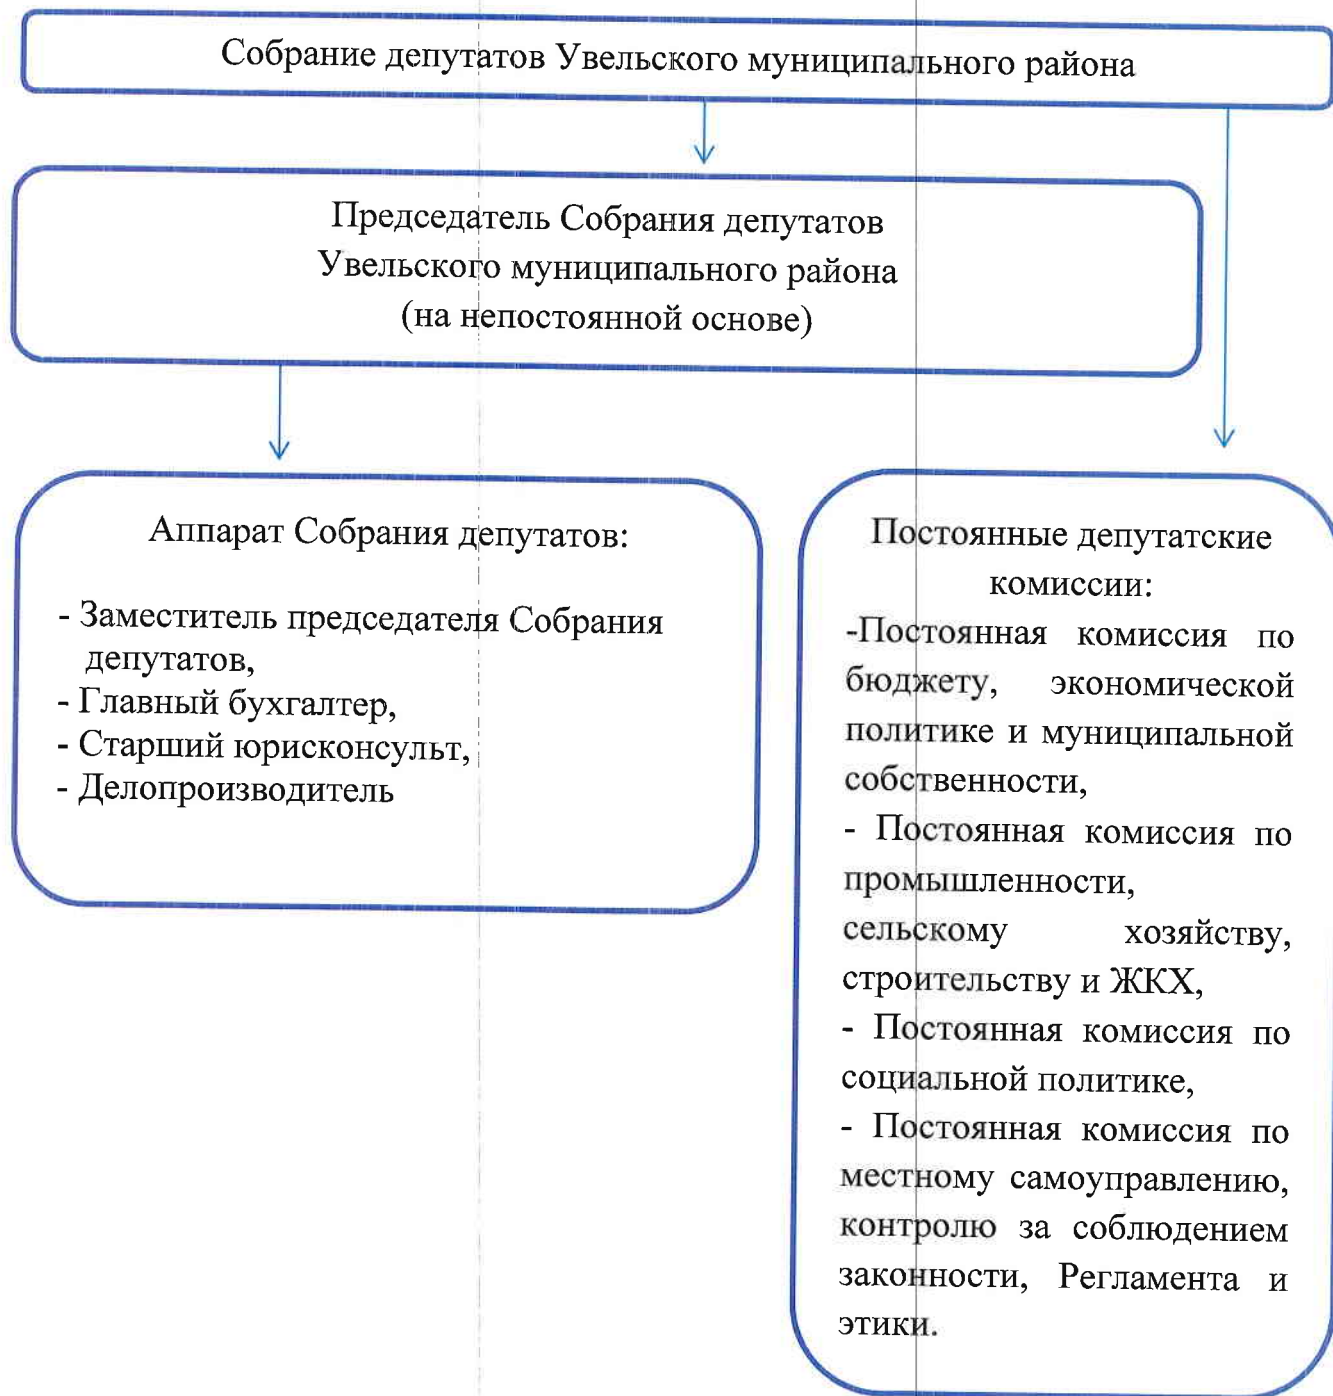 Собрание депутатов Увельского муниципального района
Председатель Собрания депутатов
Увельского муниципального района
(на непостоянной основе)
Аппарат Собрания депутатов:
- Заместитель председателя Собрания
депутатов,
- Главный бухгалтер,
- Старший юрисконсульт,
- Делопроизводитель
Постоянные депутатские
комиссии:
-Постоянная комиссия по
бюджету, экономической
политике и муниципальной
собственности,
- Постоянная комиссия по
промышленности,
сельскому хозяйству,
строительству и ЖКХ,
- Постоянная комиссия по
социальной политике,
- Постоянная комиссия по
местному самоуправлению,
контролю за соблюдением
законности, Регламента и
этики.